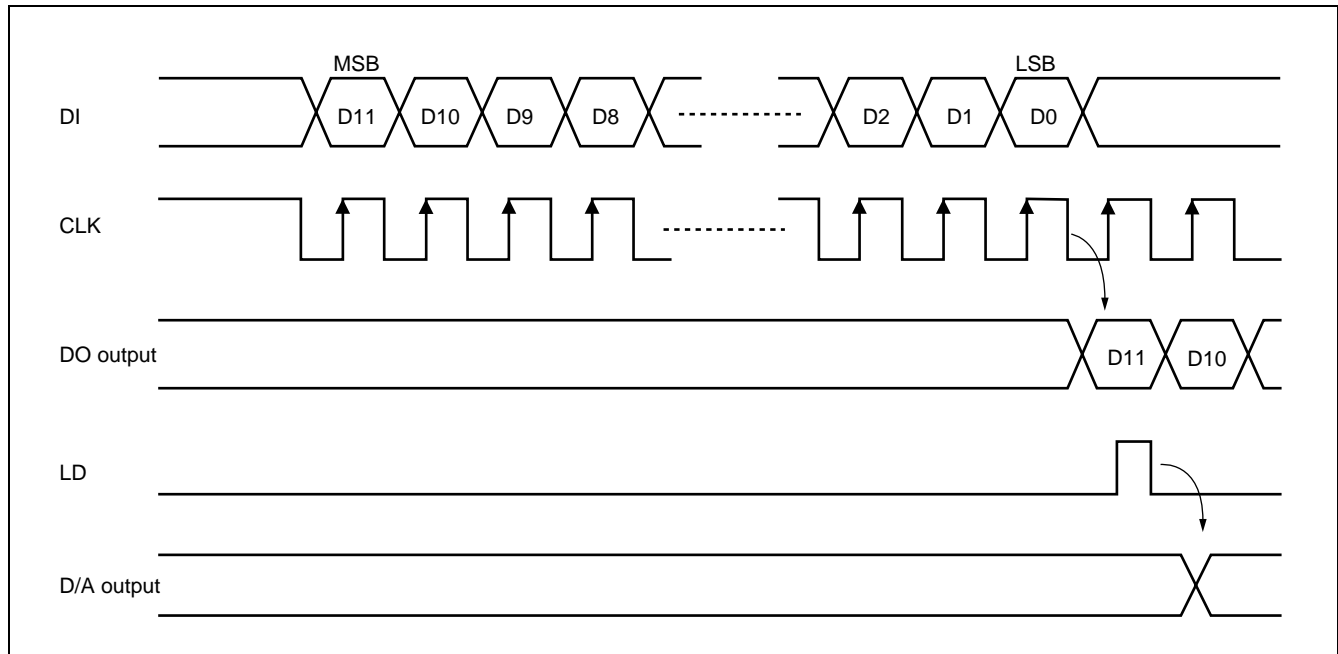 MSB LSB
DI D11 D10 D9 D8 D2 D1 D0
CLK
DO output D11 D10
LD
D/A output